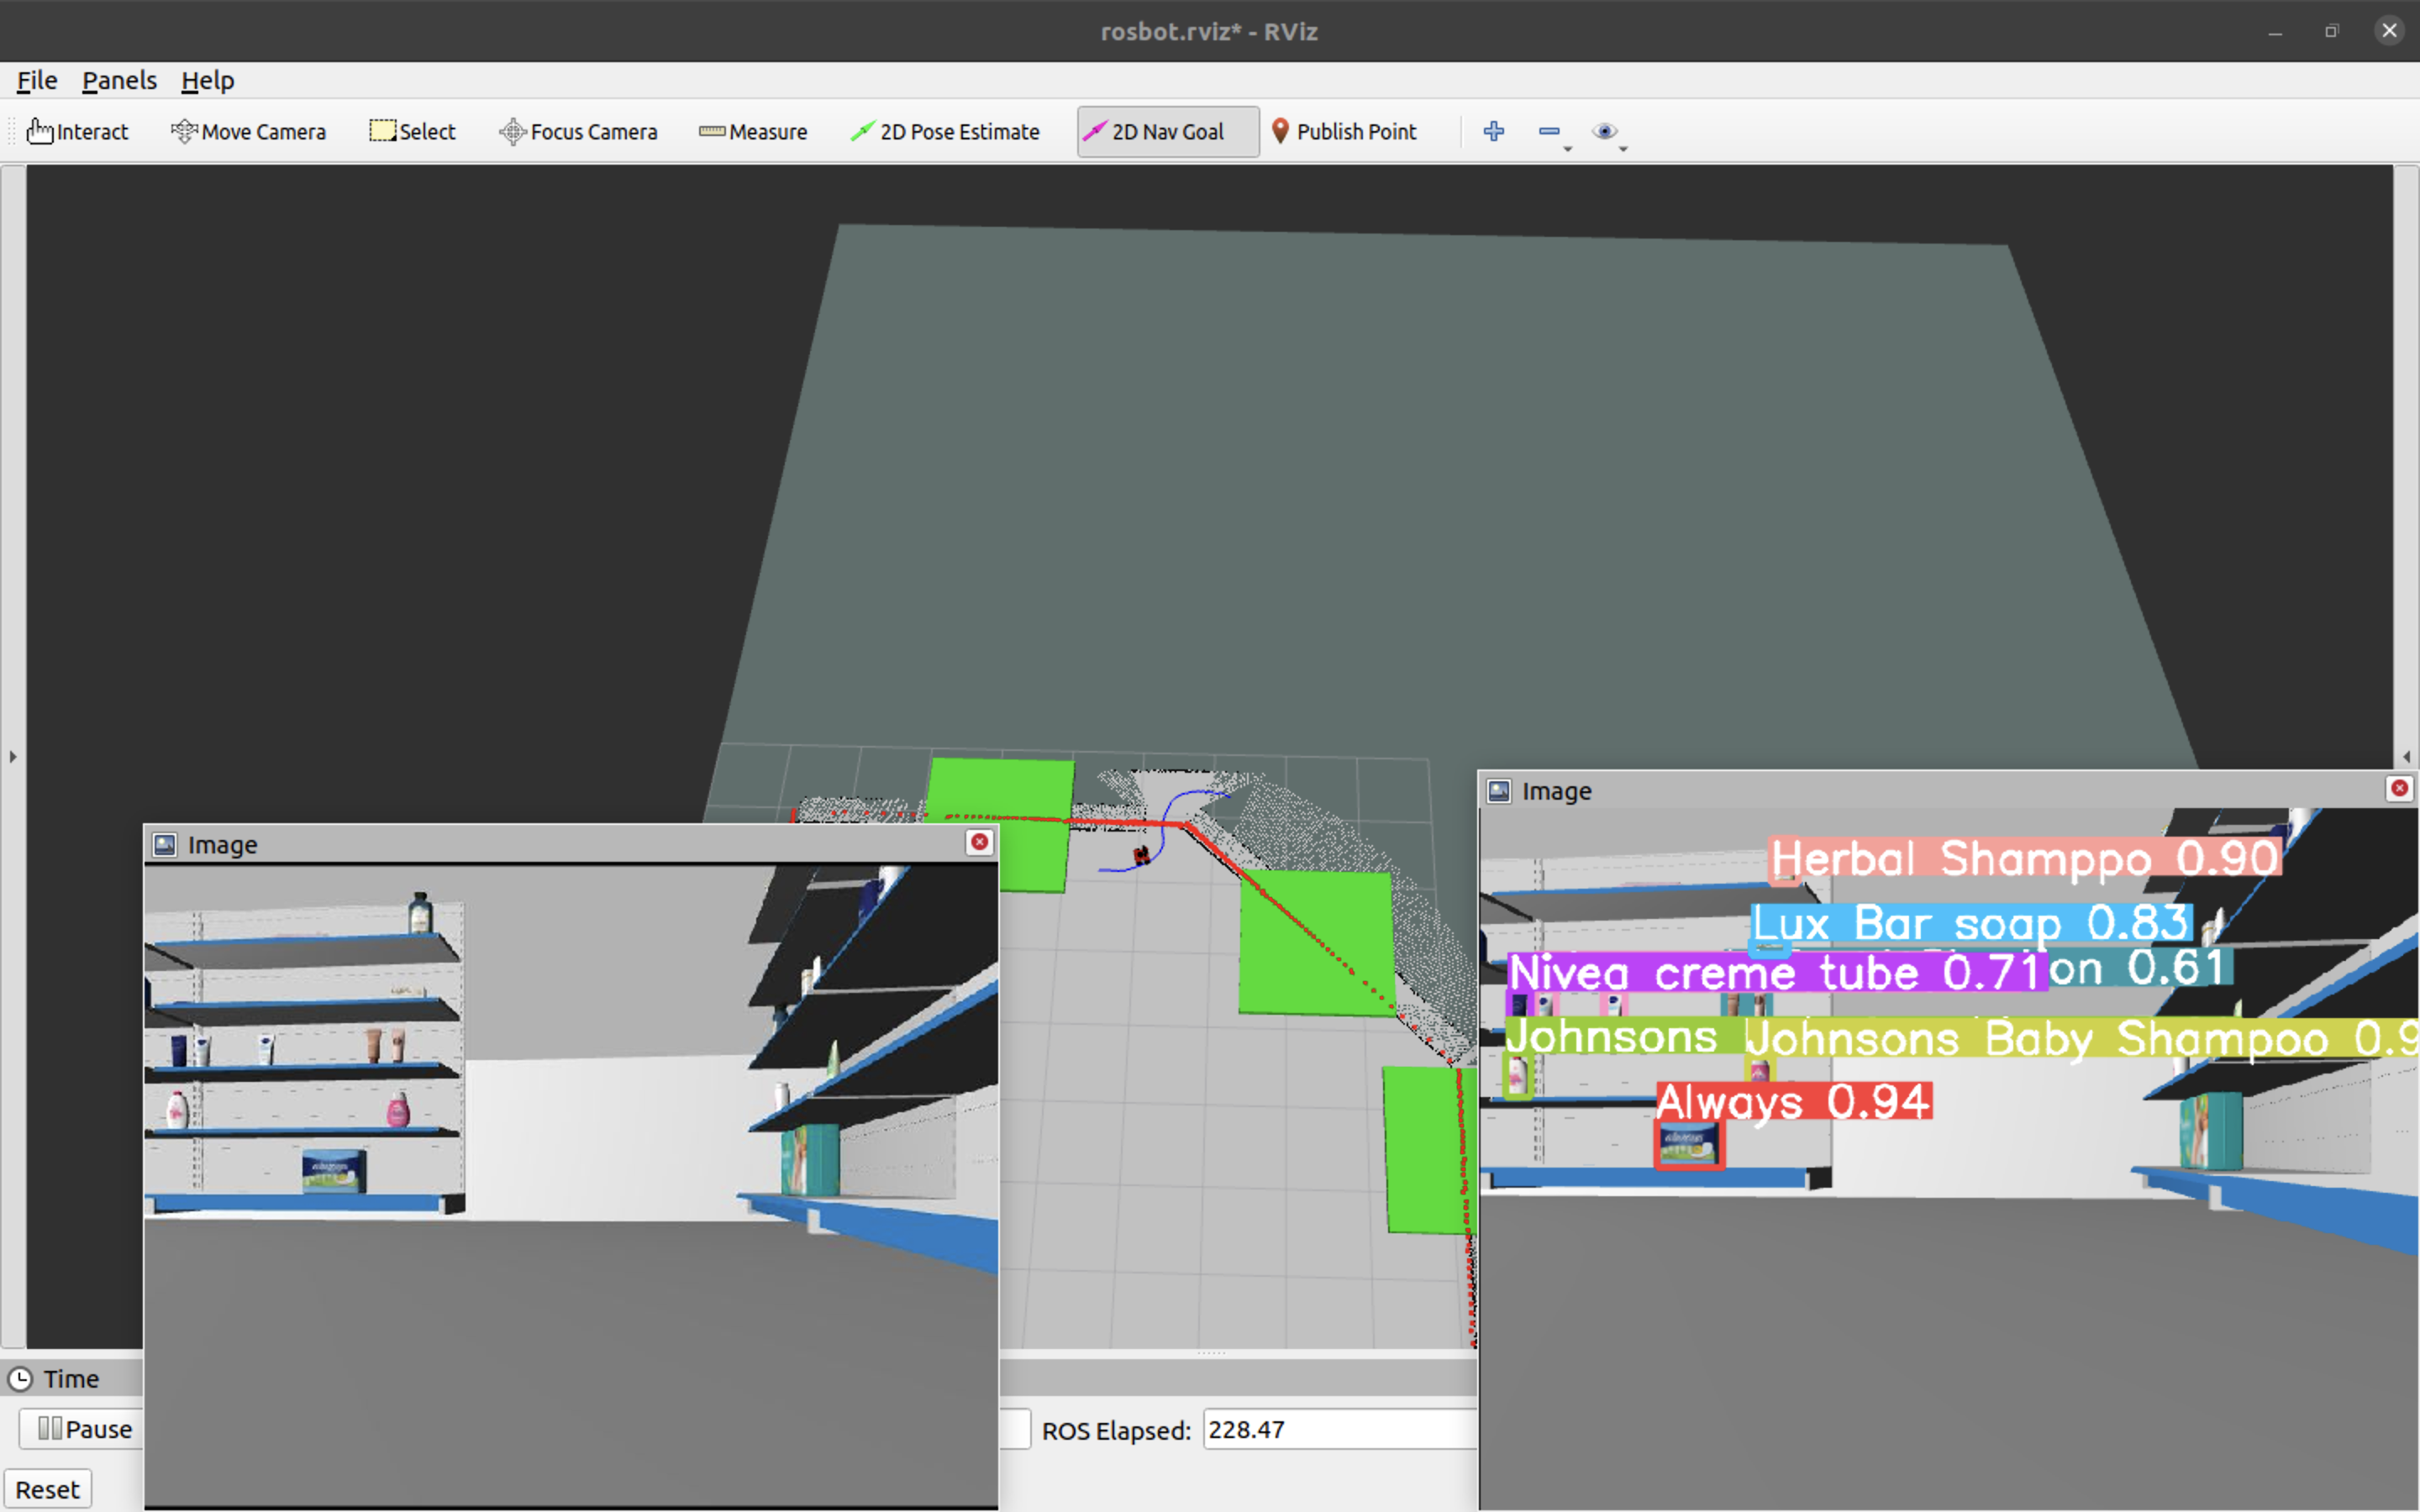 rosbot.rviz* - RViz
File Panels Help
Interact Move Camera Select Focus Camera Measure 2D Pose Estimate 2D Nav Goal Publish Point
Image
Herbal Shamppo 0.90
Lux Bar soap 0.83
Nivea creme tube 0.71 on 0.61
Johnsons Johnsons Baby Shampoo 0.9
Always 0.94
Image
Time
Pause ROS Elapsed: 228.47
Reset